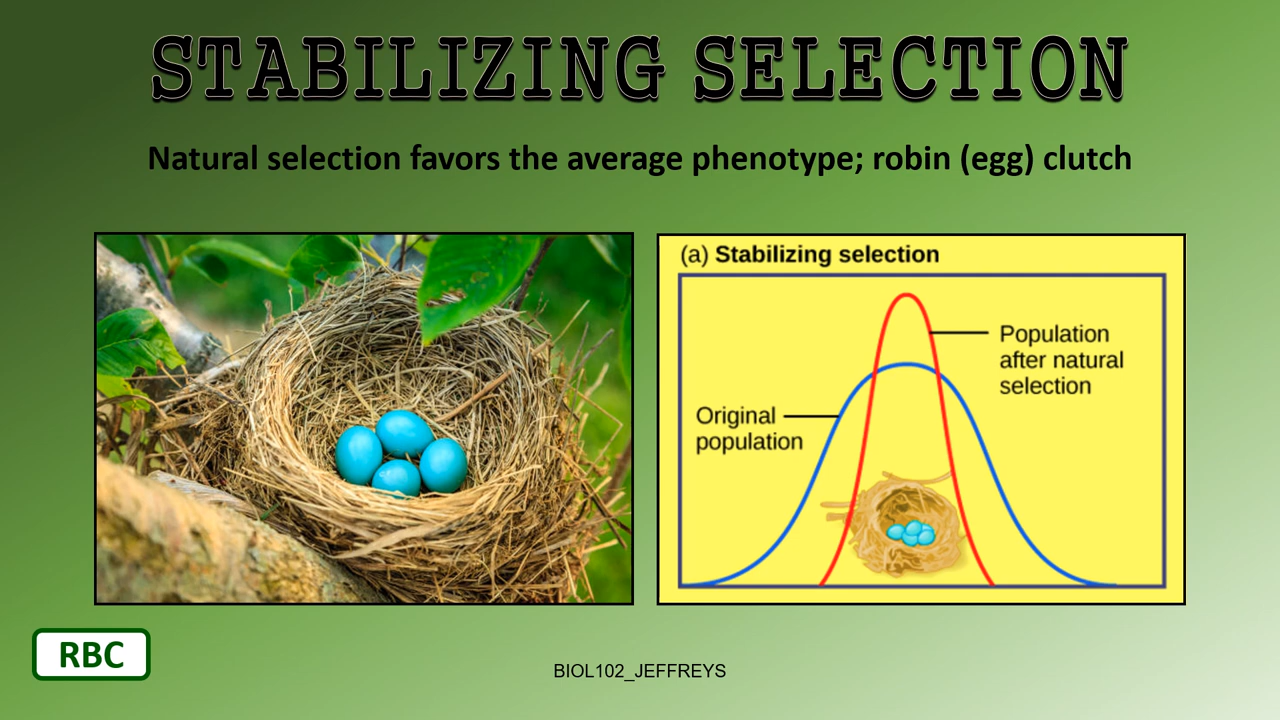 STABILIZING SELECTION
Natural selection favors the average phenotype; robin (egg) clutch
(a) Stabilizing selection
Population
after natural
selection
Original
population
RBC
BIOL102_JEFFREYS